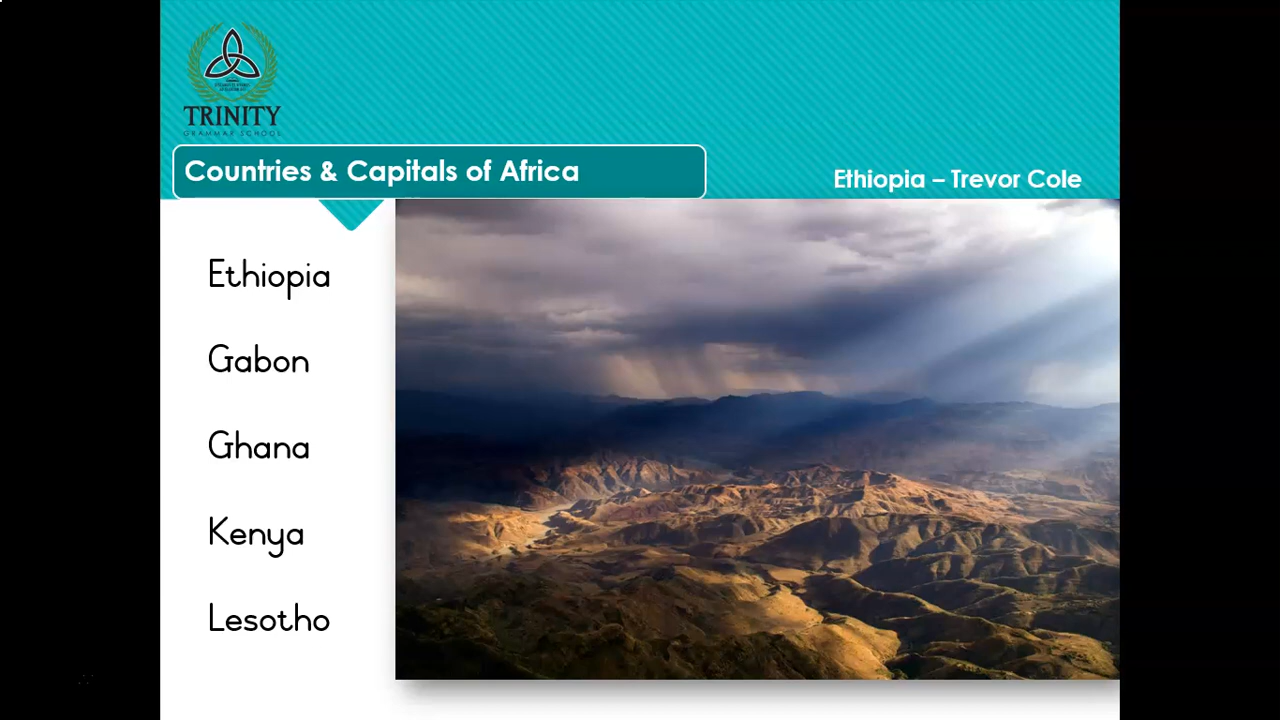 TRINITY
GRAMMAR SCHOOL
Countries & Capitals of Africa
Ethiopia – Trevor Cole
Ethiopia
Gabon
Ghana
Kenya
Lesotho